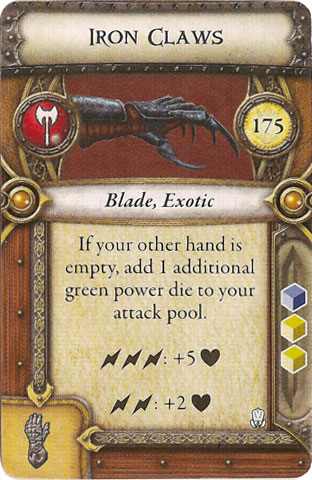 IRON CLAWS
175
Blade, Exotic
If your other hand is
empty, add 1 additional
green power die to your
attack pool.
: +5
: +2